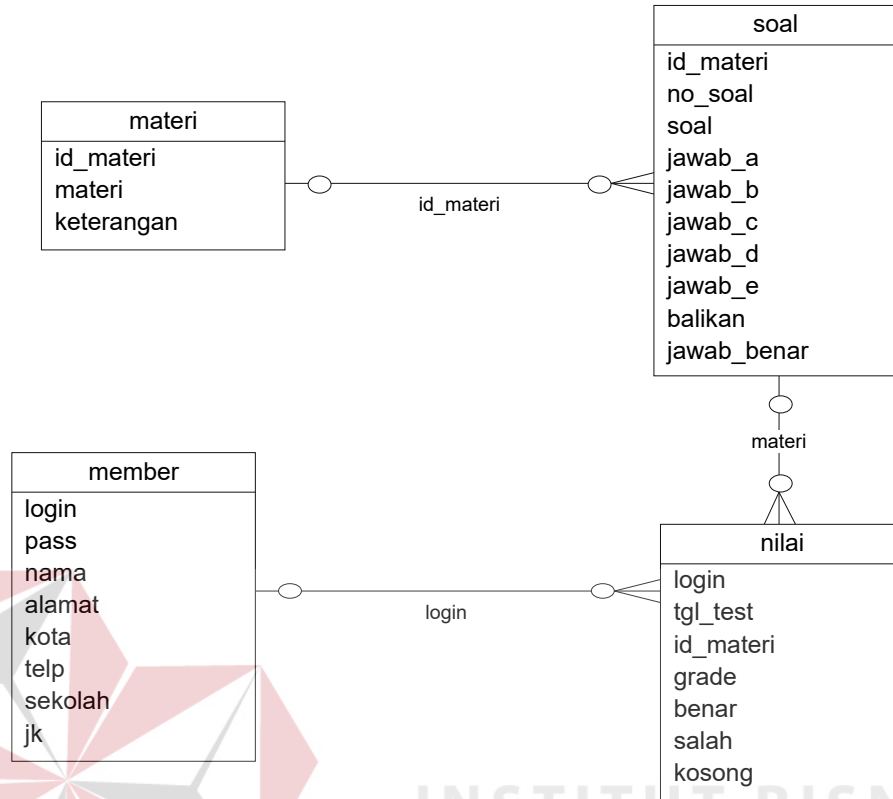 soal
id_materi
no_soal
soal
jawab_a
jawab_b
jawab_c
jawab_d
jawab_e
balikan
jawab_benar
materi
id_materi
materi
keterangan
id_materi
materi
member
login
pass
nama
alamat
kota
telp
sekolah
jk
login
nilai
login
tgl_test
id_materi
grade
benar
salah
kosong
INSTITUT BISN